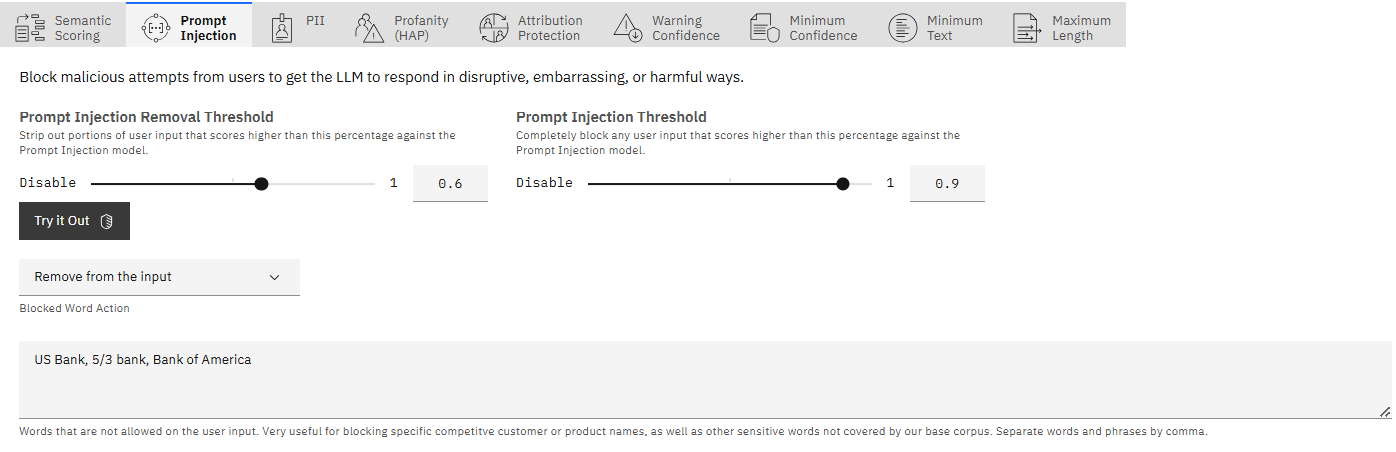 Semantic Scoring
Prompt Injection
PII
Profanity (HAP)
Attribution Protection
Warning Confidence
Minimum Confidence
Minimum Text
Maximum Length
Block malicious attempts from users to get the LLM to respond in disruptive, embarrassing, or harmful ways.
Prompt Injection Removal Threshold
Strip out portions of user input that scores higher than this percentage against the
Prompt Injection model.
Disable 1 0.6
Prompt Injection Threshold
Completely block any user input that scores higher than this percentage against the
Prompt Injection model.
Disable 1 0.9
Try it Out
Remove from the input
Blocked Word Action
US Bank, 5/3 bank, Bank of America
Words that are not allowed on the user input. Very useful for blocking specific competitve customer or product names, as well as other sensitive words not covered by our base corpus. Separate words and phrases by comma.